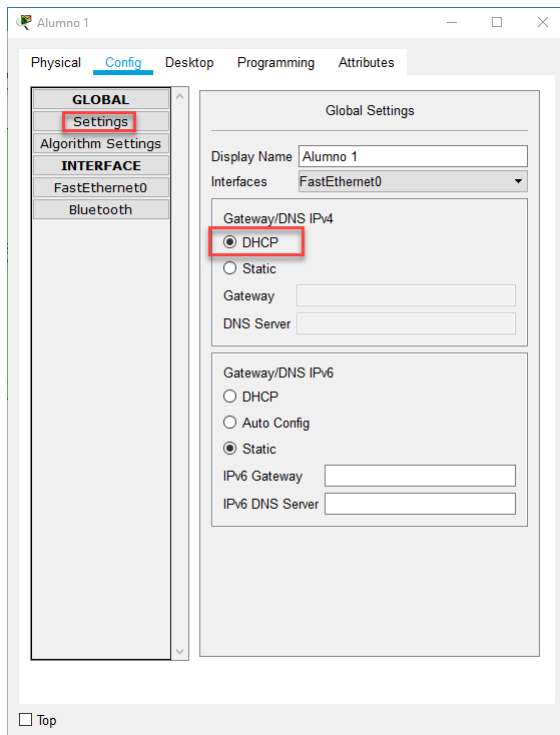 Alumno 1
Physical Config Desktop Programming Attributes
GLOBAL
Settings
Algorithm Settings
INTERFACE
FastEthernet0
Bluetooth
Global Settings
Display Name Alumno 1
Interfaces FastEthernet0
Gateway/DNS IPv4
DHCP
Static
Gateway
DNS Server
Gateway/DNS IPv6
DHCP
Auto Config
Static
IPv6 Gateway
IPv6 DNS Server
Top